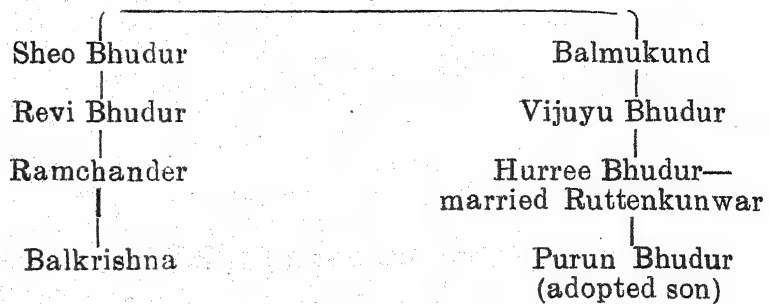 Sheo Bhudur
Balmukund
Revi Bhudur
Vijuyu Bhudur
Ramchander
Hurree Bhudur—
married Ruttenkunwar
Balkrishna
Purun Bhudur
(adopted son)